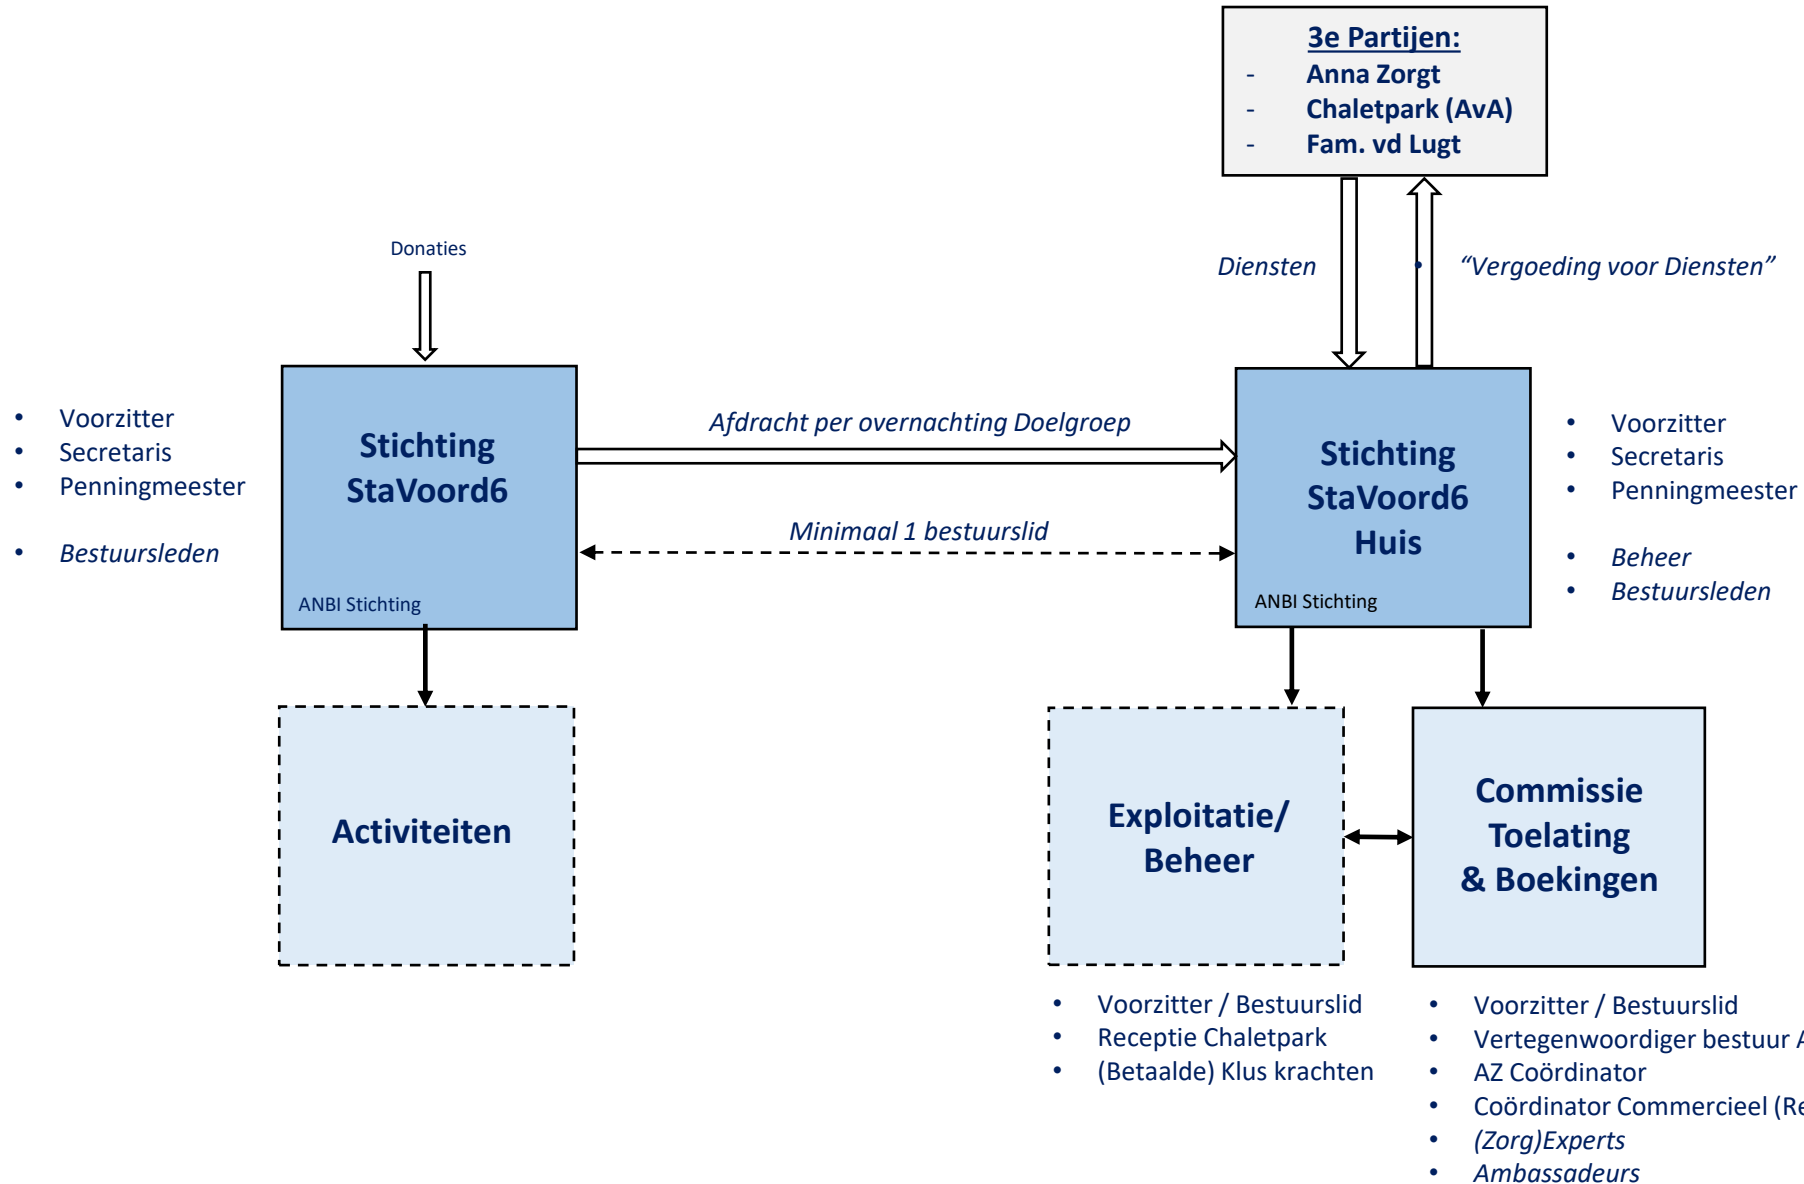 3e Partijen:
- Anna Zorgt
- Chaletpark (AvA)
- Fam. vd Lugt
Donaties
Diensten
• “Vergoeding voor Diensten”
• Voorzitter
• Secretaris
• Penningmeester
• Bestuursleden
Stichting
StaVoord6
ANBI Stichting
Afdracht per overnachting Doelgroep
Minimaal 1 bestuurslid
Stichting
StaVoord6
Huis
ANBI Stichting
• Voorzitter
• Secretaris
• Penningmeester
• Beheer
• Bestuursleden
Activiteiten
Exploitatie/
Beheer
Commissie
Toelating
& Boekingen
• Voorzitter / Bestuurslid
• Receptie Chaletpark
• (Betaalde) Klus krachten
• Voorzitter / Bestuurslid
• Vertegenwoordiger bestuur
• AZ Coördinator
• Coördinator Commercieel
• (Zorg)Experts
• Ambassadeurs